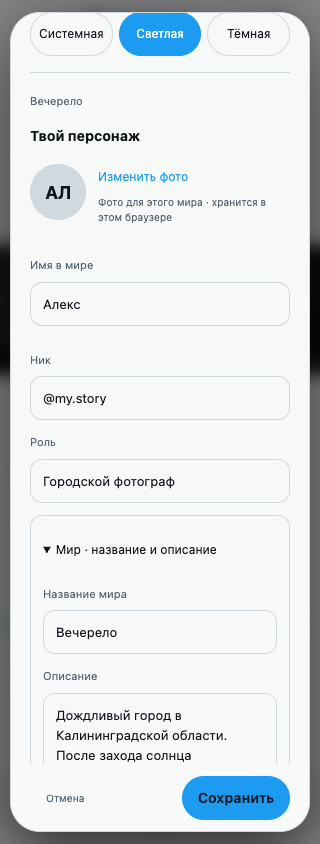 Системная
Светлая
Тёмная
Вечерело
Твой персонаж
АЛ
Изменить фото
Фото для этого мира · хранится в
этом браузере
Имя в мире
Алекс
Ник
@my.story
Роль
Городской фотограф
▼ Мир · название и описание
Название мира
Вечерело
Описание
Дождливый город в
Калининградской области.
После захода солнца
Отмена
Сохранить